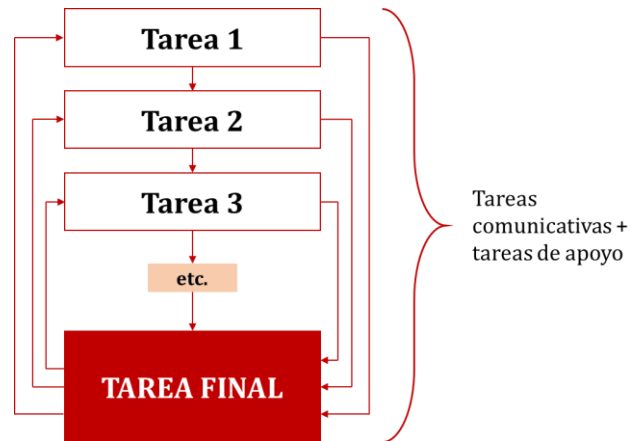 Tarea 1
Tarea 2
Tarea 3
etc.
TAREA FINAL
Tareas
comunicativas +
tareas de apoyo